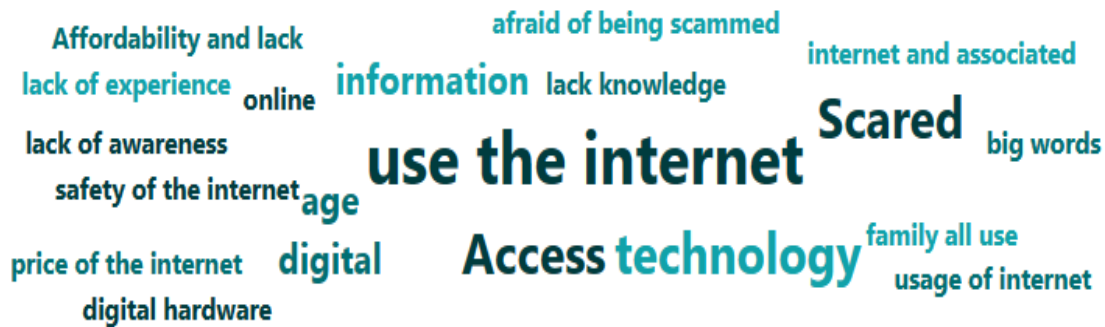 afraid of being scammed
Affordability and lack
internet and associated
lack of experience
information
lack knowledge
online
Scared
lack of awareness
use the internet
big words
safety of the internet
age
family all use
price of the internet
digital
Access
technology
usage of internet
digital hardware